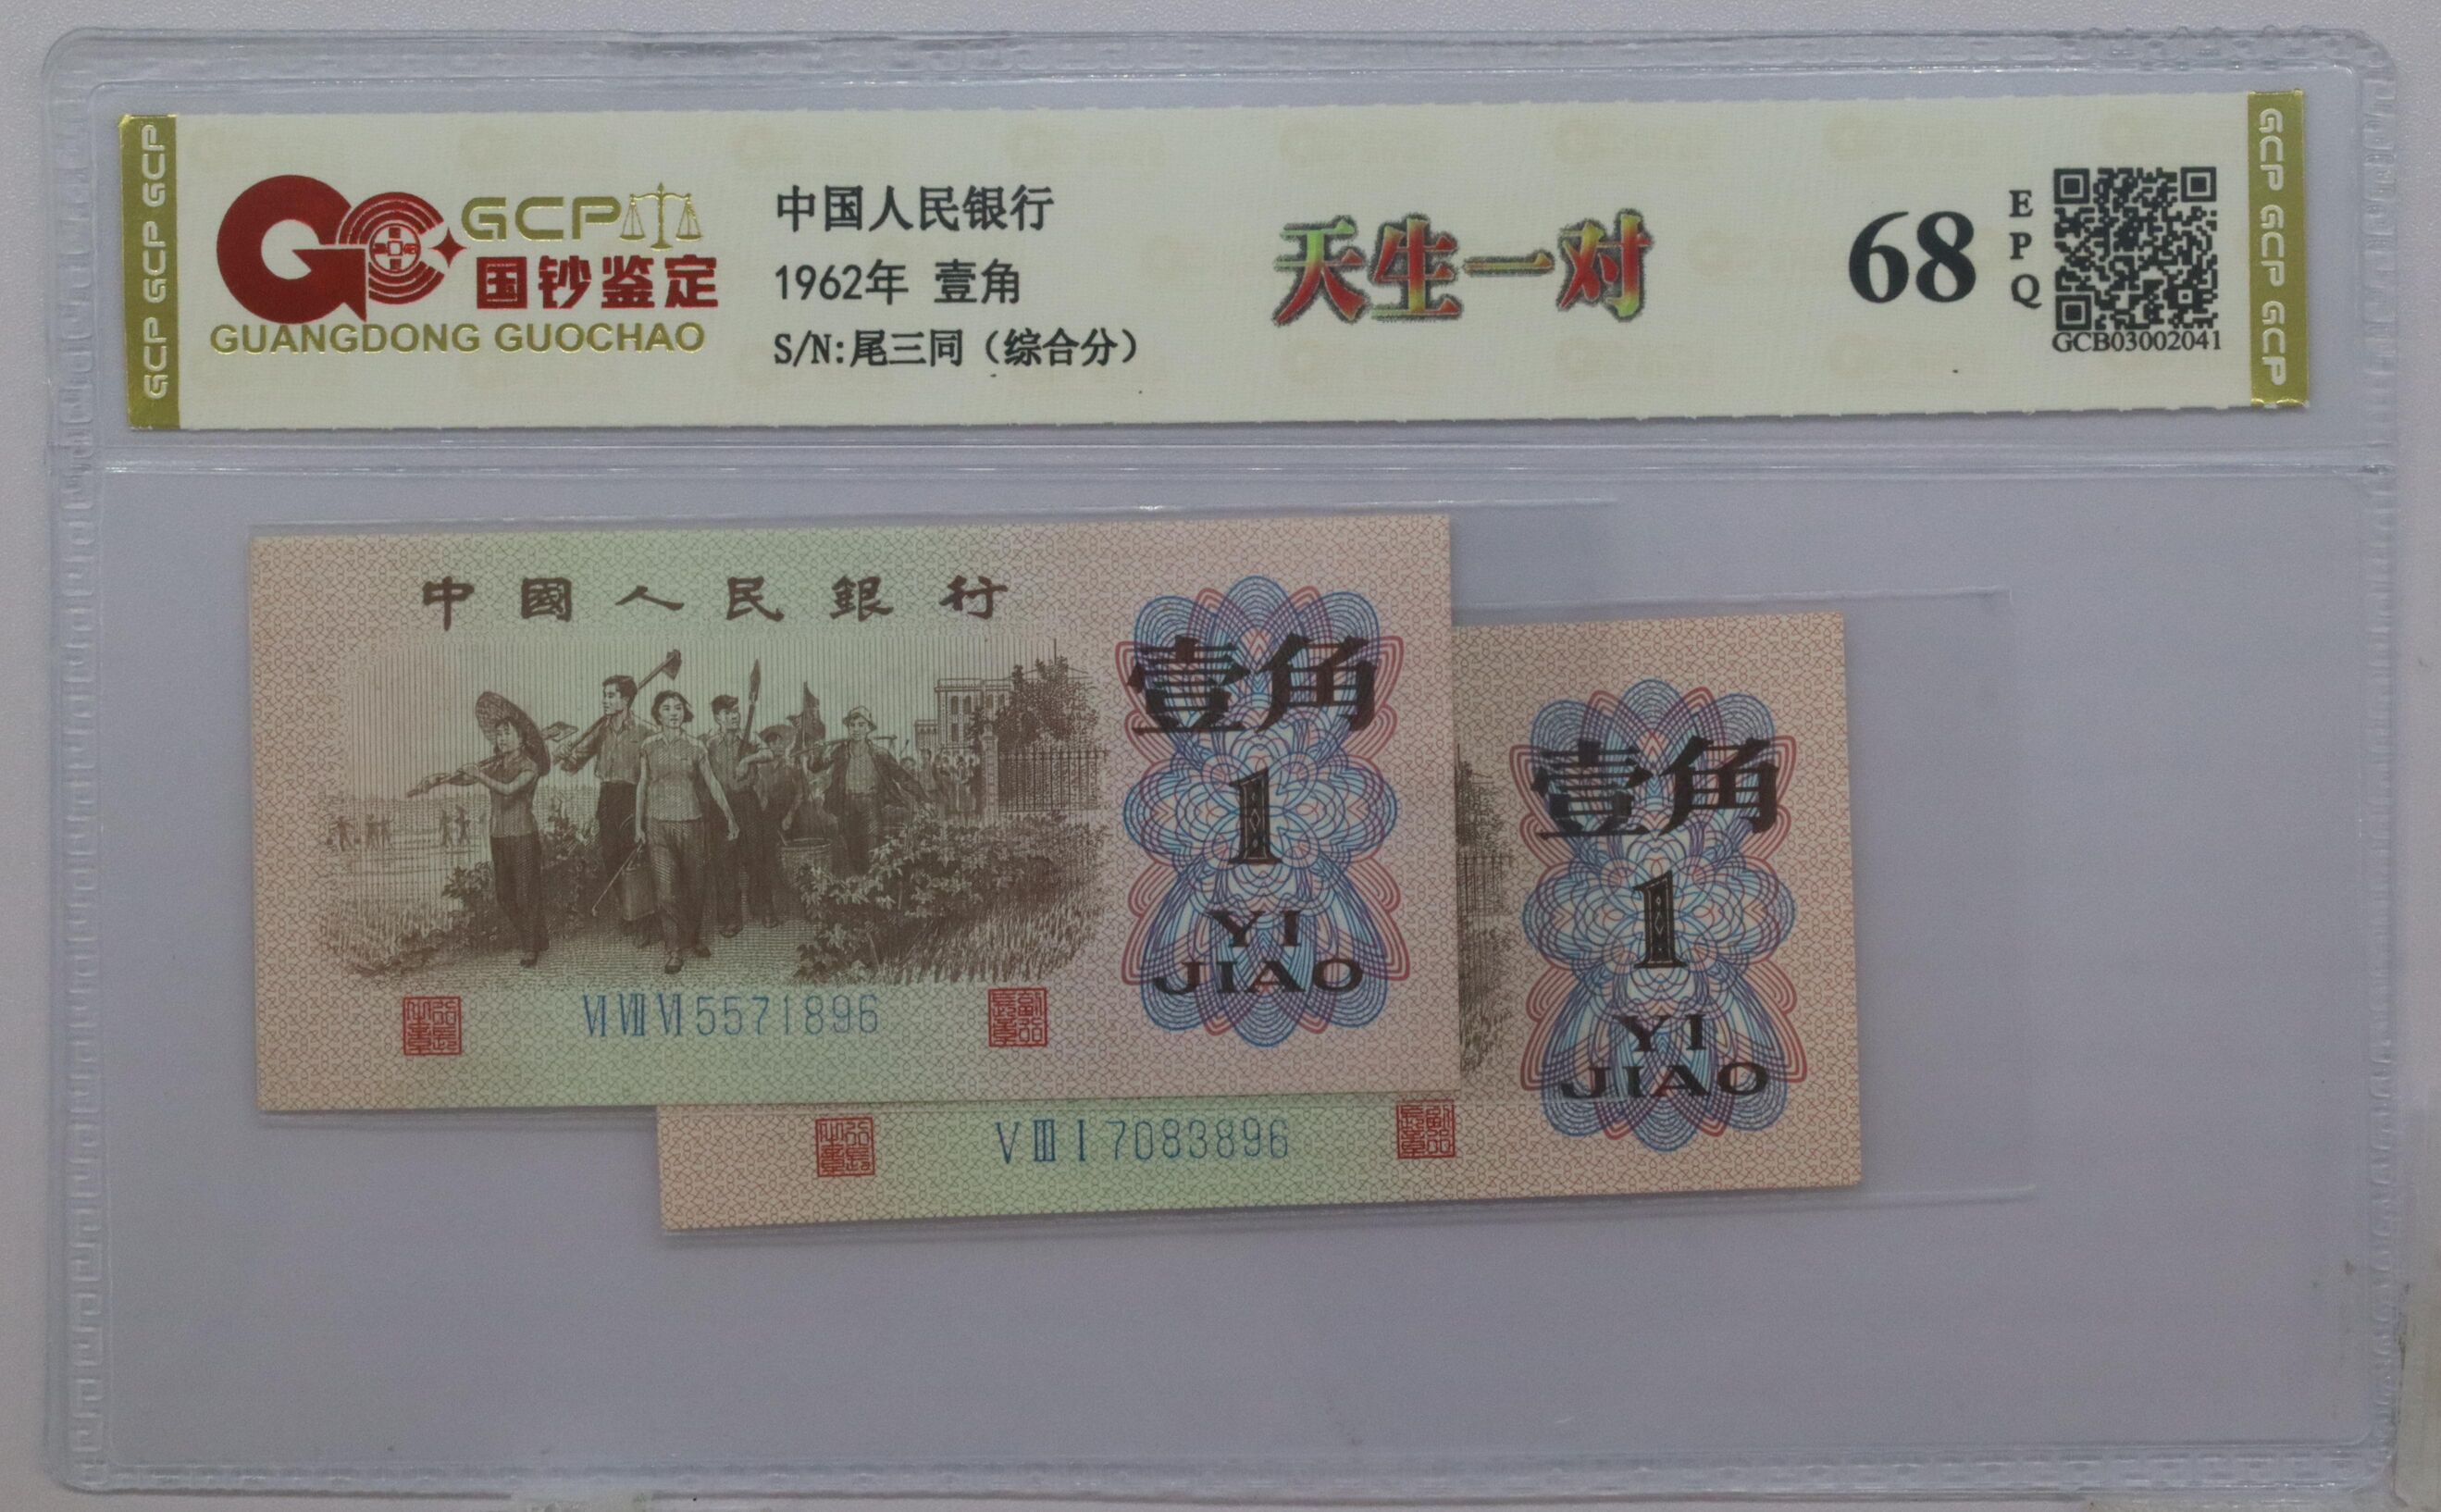 GCP GCP GCP
GCP
国钞鉴定
GUANGDONG GUOCHAO
中国人民银行
1962年 壹角
S/N:尾三同（综合分）
天生一对
68
EPQ
GCB03002041
GCP GCP GCP
中國人民銀行
壹角
1
YI
JIAO
VI VII VI 5571896
壹角
1
YI
JIAO
V III I 7083896